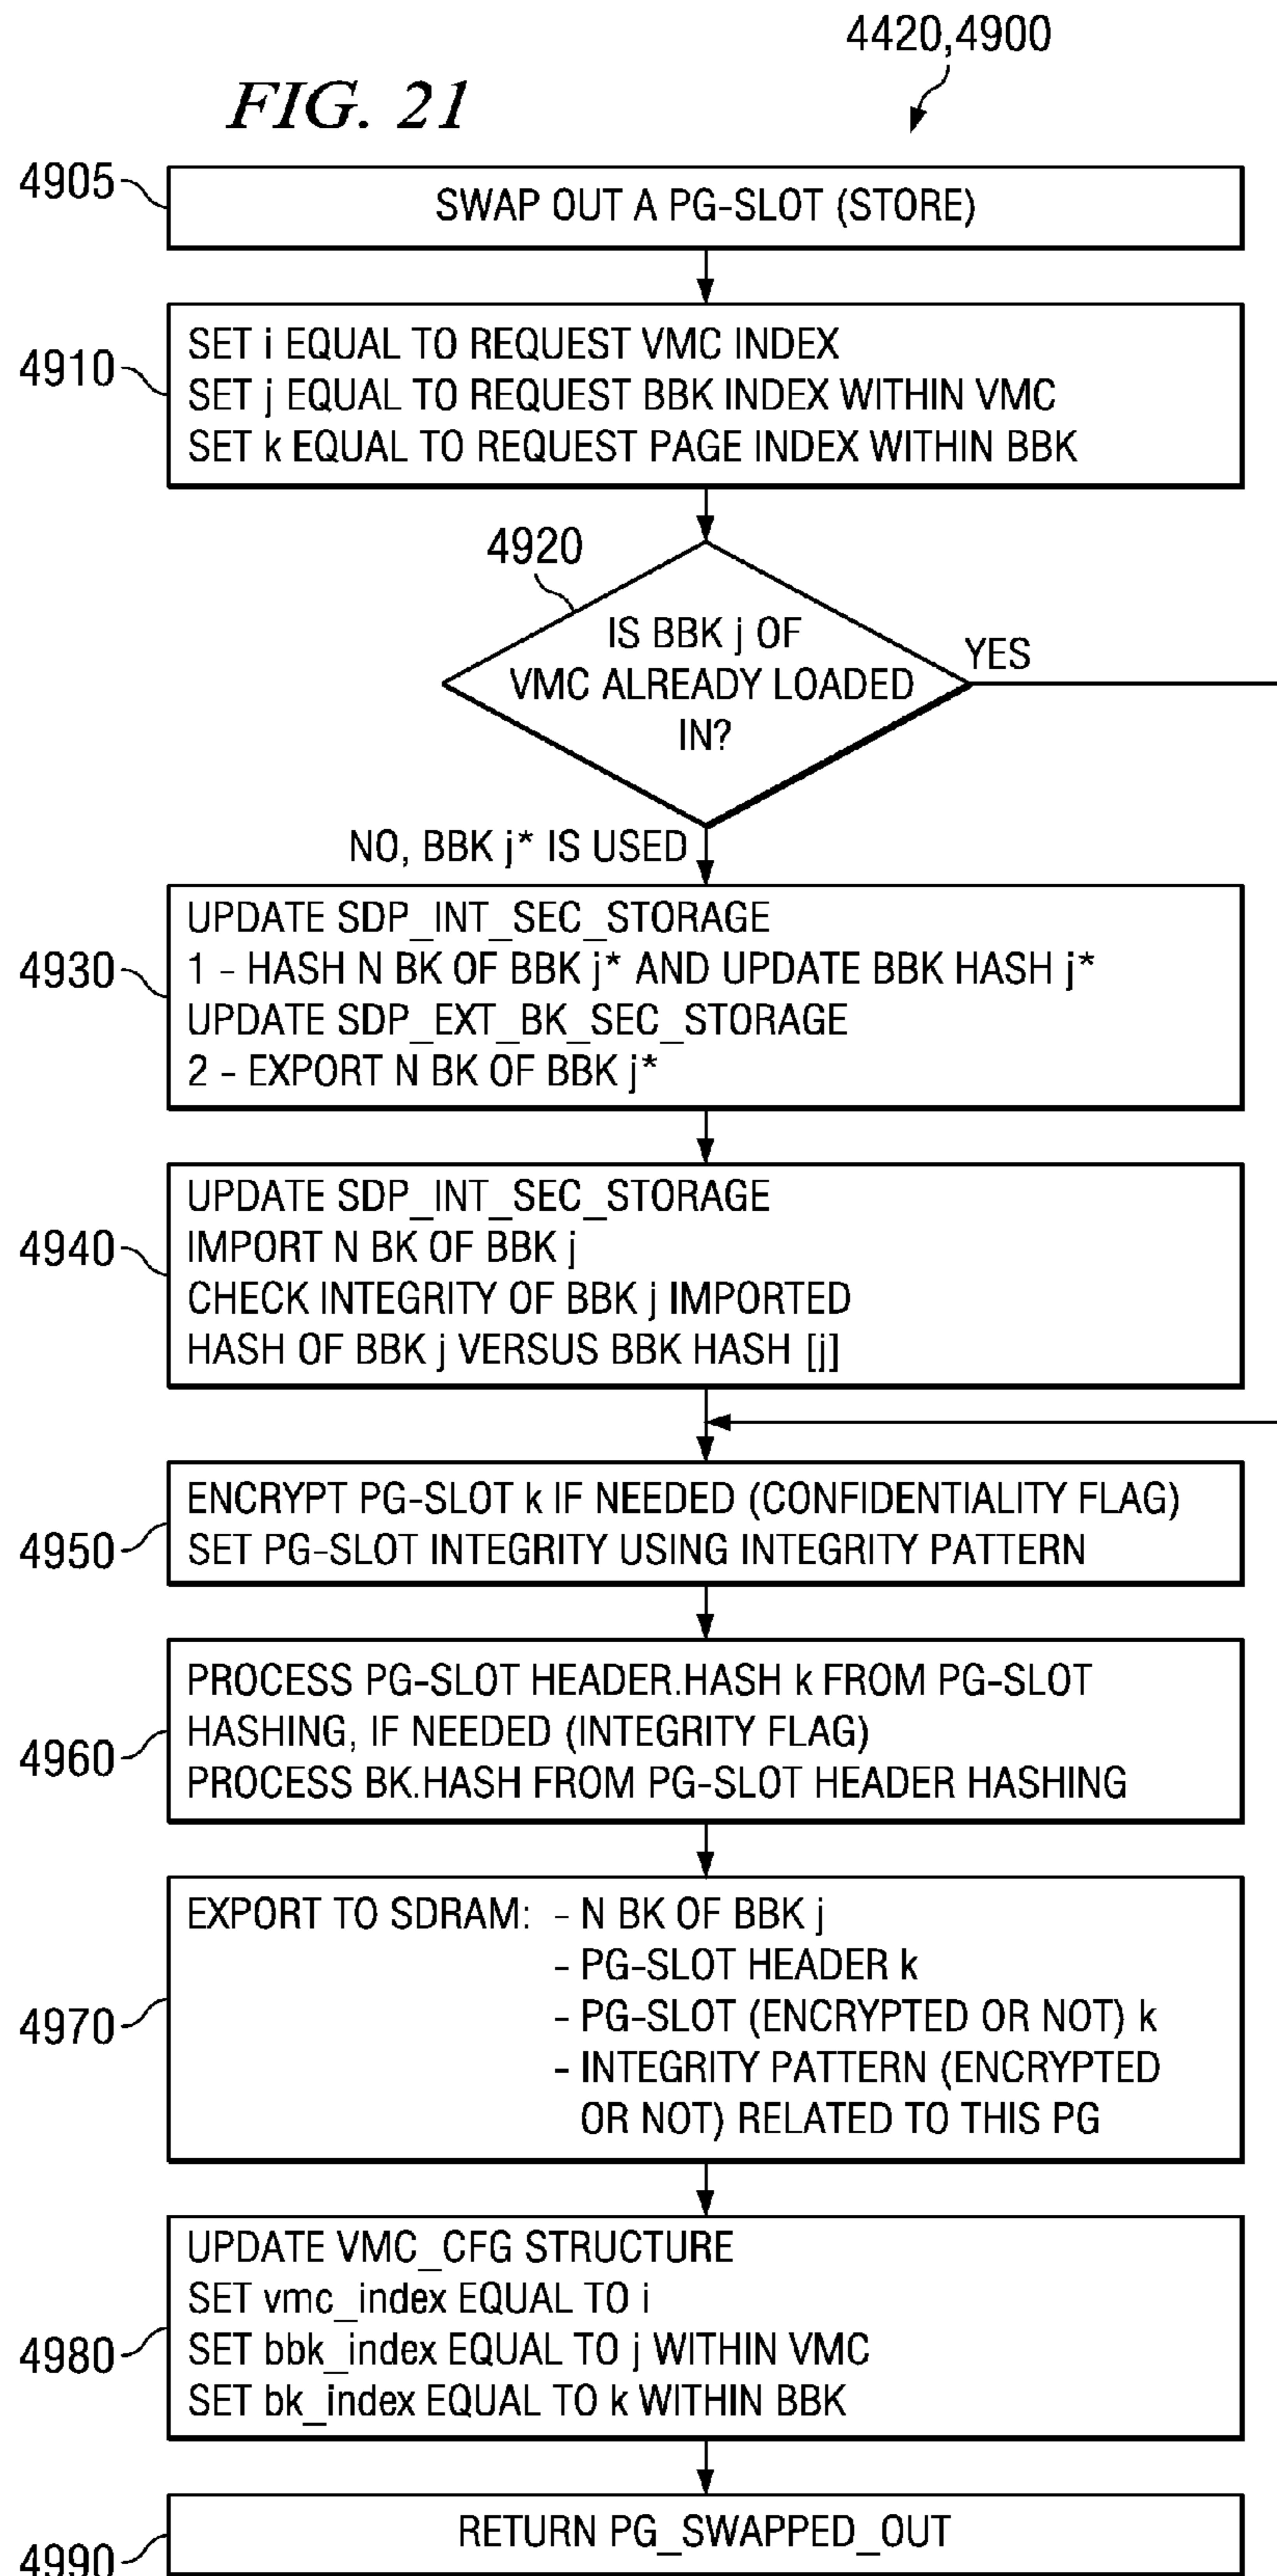 4420,4900
FIG. 21
4905
SWAP OUT A PG-SLOT (STORE)
4910
SET i EQUAL TO REQUEST VMC INDEX
SET j EQUAL TO REQUEST BBK INDEX WITHIN VMC
SET k EQUAL TO REQUEST PAGE INDEX WITHIN BBK
4920
IS BBK j OF
VMC ALREADY LOADED
IN?
YES
NO, BBK j* IS USED
4930
UPDATE SDP_INT_SEC_STORAGE
1 - HASH N BK OF BBK j* AND UPDATE BBK HASH j*
UPDATE SDP_EXT_BK_SEC_STORAGE
2 - EXPORT N BK OF BBK j*
4940
UPDATE SDP_INT_SEC_STORAGE
IMPORT N BK OF BBK j
CHECK INTEGRITY OF BBK j IMPORTED
HASH OF BBK j VERSUS BBK HASH [j]
4950
ENCRYPT PG-SLOT k IF NEEDED (CONFIDENTIALITY FLAG)
SET PG-SLOT INTEGRITY USING INTEGRITY PATTERN
4960
PROCESS PG-SLOT HEADER.HASH k FROM PG-SLOT
HASHING, IF NEEDED (INTEGRITY FLAG)
PROCESS BK.HASH FROM PG-SLOT HEADER HASHING
4970
EXPORT TO SDRAM: - N BK OF BBK j
- PG-SLOT HEADER k
- PG-SLOT (ENCRYPTED OR NOT) k
- INTEGRITY PATTERN (ENCRYPTED
OR NOT) RELATED TO THIS PG
4980
UPDATE VMC_CFG STRUCTURE
SET vmc_index EQUAL TO i
SET bbk_index EQUAL TO j WITHIN VMC
SET bk_index EQUAL TO k WITHIN BBK
4990
RETURN PG_SWAPPED_OUT